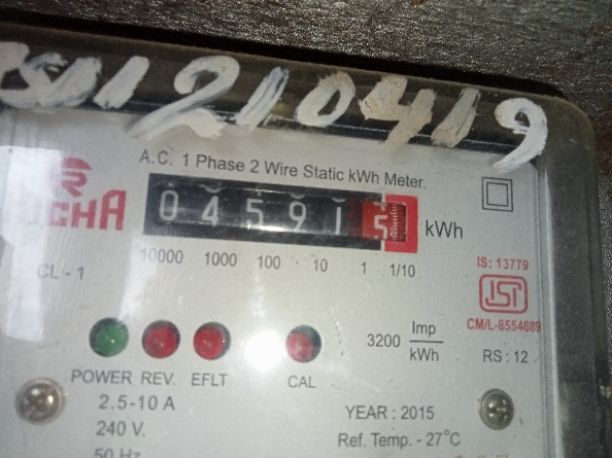 1210419
A.C. 1 Phase 2 Wire Static kWh Meter.
04591 5 kWh
10000 1000 100 10 1 1/10
CL - 1
IS : 13779
ISI
CM/L-8554689
3200 Imp/kWh
RS : 12
POWER REV. EFLT CAL
2.5-10 A
YEAR : 2015
240 V.
Ref. Temp. - 27°C
50 Hz